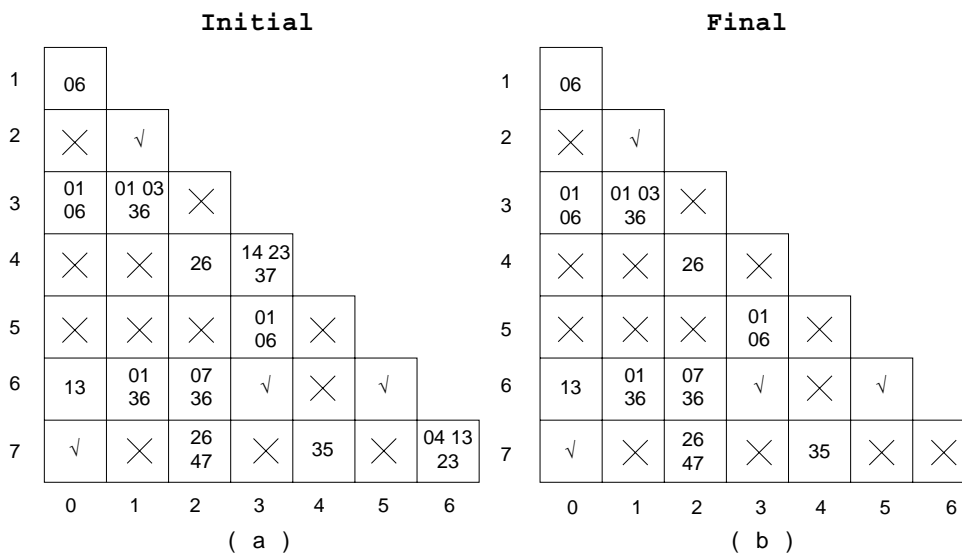 Initial Final
1 06 1 06
2 √ 2 √
3 01 06 01 03 36 3 01 06 01 03 36
4 26 14 23 37 4 26
5 01 06 5 01 06
6 13 01 36 07 36 √ √ 6 13 01 36 07 36 √ √
7 √ 26 47 35 04 13 23 7 √ 26 47 35
0 1 2 3 4 5 6 0 1 2 3 4 5 6
( a ) ( b )